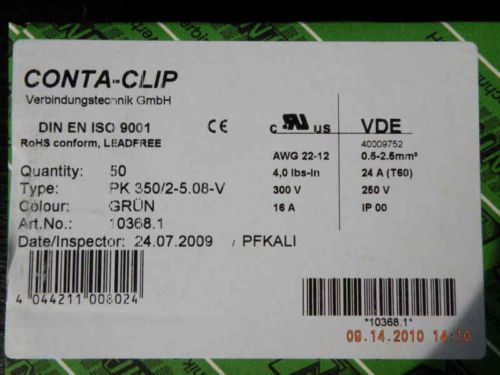 CONTA-CLIP
Verbindungstechnik GmbH
DIN EN ISO 9001 CE
RoHS conform, LEADFREE
Quantity: 50
Type: PK 350/2-5.08-V
Colour: GRÜN
Art.No.: 10368.1
Date/Inspector: 24.07.2009 / PFKALI
c RU us
AWG 22-12
4,0 lbs-in
300 V
16 A
VDE
40009752
0.5-2.5mm²
24 A (T60)
250 V
IP 00
4 044211 008024
*10368.1*
09.14.2010 14:10